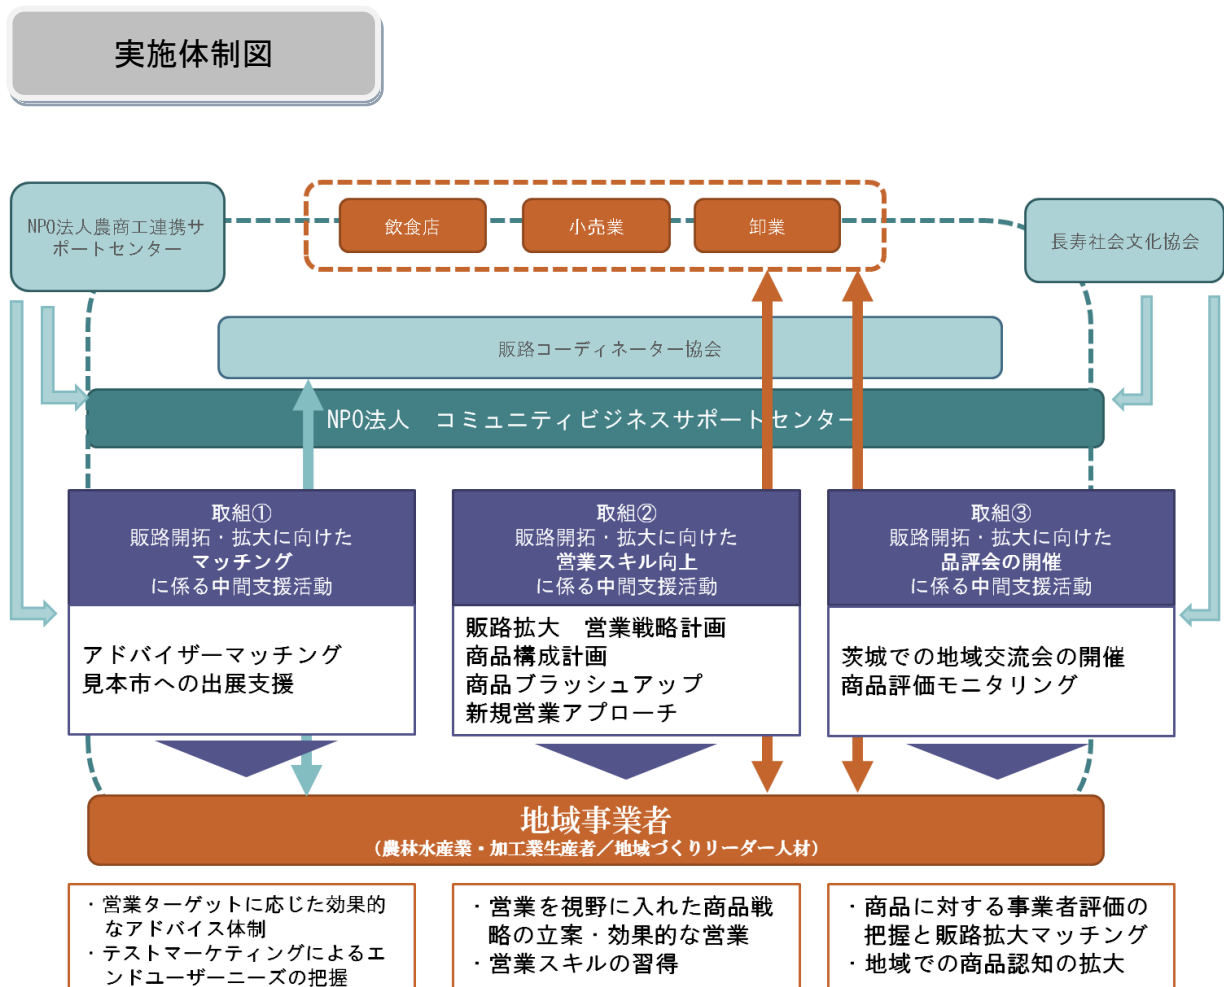 実施体制図
NPO法人農商工連携サ
ポートセンター
飲食店
小売業
卸業
長寿社会文化協会
販路コーディネーター協会
NPO法人　コミュニティビジネスサポートセンター
取組①
販路開拓・拡大に向けた
マッチング
に係る中間支援活動
アドバイザーマッチング
見本市への出展支援
取組②
販路開拓・拡大に向けた
営業スキル向上
に係る中間支援活動
販路拡大　営業戦略計画
商品構成計画
商品ブラッシュアップ
新規営業アプローチ
取組③
販路開拓・拡大に向けた
品評会の開催
に係る中間支援活動
茨城での地域交流会の開催
商品評価モニタリング
地域事業者
（農林水産業・加工業生産者／地域づくりリーダー人材）
・営業ターゲットに応じた効果的
なアドバイス体制
・テストマーケティングによるエ
ンドユーザーニーズの把握
・営業を視野に入れた商品戦
略の立案・効果的な営業
・営業スキルの習得
・商品に対する事業者評価の
把握と販路拡大マッチング
・地域での商品認知の拡大